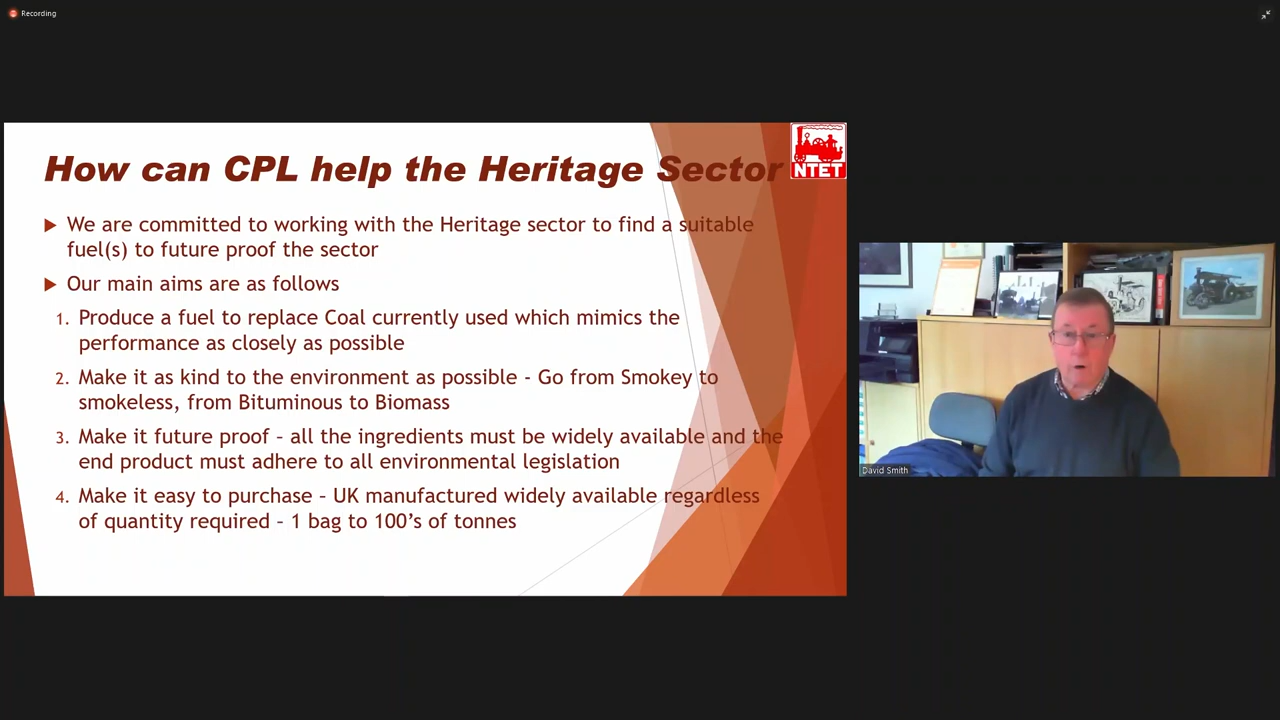 Recording
How can CPL help the Heritage Sector
NTET
We are committed to working with the Heritage sector to find a suitable
fuel(s) to future proof the sector
Our main aims are as follows
1. Produce a fuel to replace Coal currently used which mimics the
performance as closely as possible
2. Make it as kind to the environment as possible - Go from Smokey to
smokeless, from Bituminous to Biomass
3. Make it future proof – all the ingredients must be widely available and the
end product must adhere to all environmental legislation
4. Make it easy to purchase – UK manufactured widely available regardless
of quantity required – 1 bag to 100’s of tonnes
David Smith